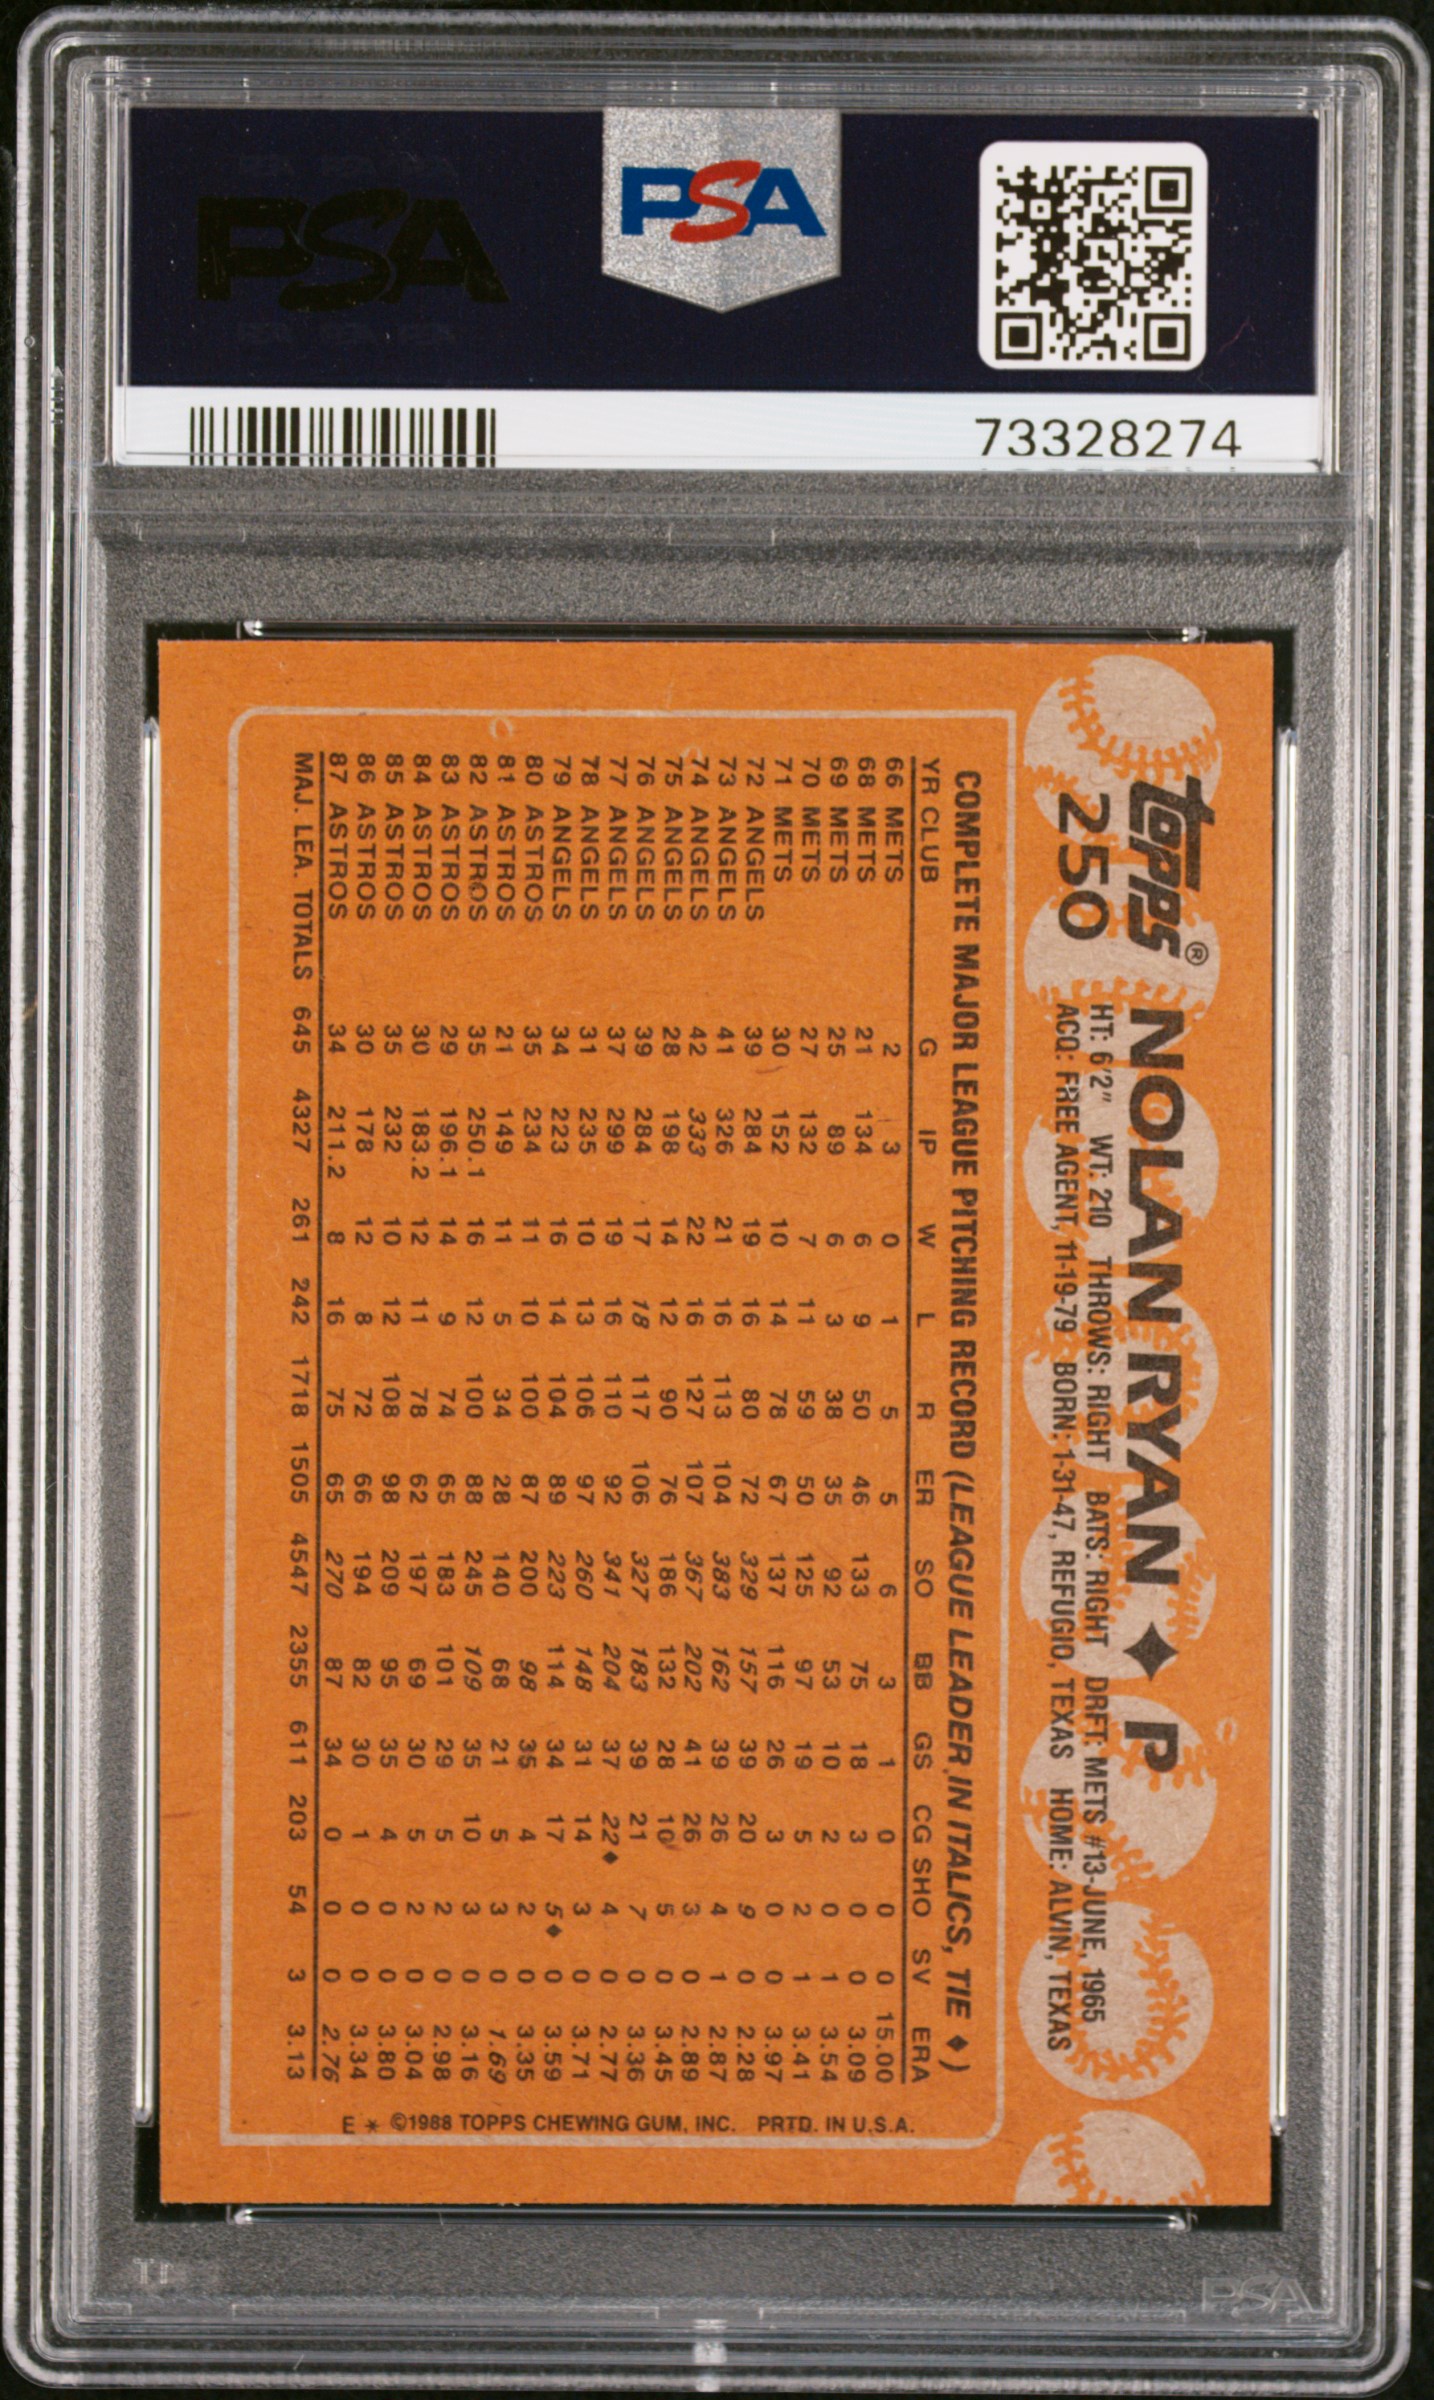 PSA
PSA
73328274
topps®
250
NOLAN RYAN ♦ P
HT: 6'2" WT: 210 THROWS: RIGHT BATS: RIGHT DRFT: METS #13-JUNE, 1965
ACQ: FREE AGENT, 11-19-79 BORN: 1-31-47, REFUGIO, TEXAS HOME: ALVIN, TEXAS
COMPLETE MAJOR LEAGUE PITCHING RECORD (LEAGUE LEADER IN ITALICS, TIE ♦)
YR CLUB G IP W L R ER SO BB GS CG SHO SV ERA
66 METS 2 3 0 1 5 5 6 3 1 0 0 0 15.00
68 METS 21 134 6 9 50 46 133 75 18 3 0 0 3.09
69 METS 25 89 6 3 38 35 92 53 10 2 0 1 3.54
70 METS 27 132 7 11 59 50 125 97 19 5 2 1 3.41
71 METS 30 152 10 14 78 67 137 116 26 3 0 0 3.97
72 ANGELS 39 284 19 16 80 72 329 157 39 20 9 0 2.28
73 ANGELS 41 326 21 16 113 104 383 162 39 26 4 1 2.87
74 ANGELS 42 333 22 16 127 107 367 202 41 26 3 0 2.89
75 ANGELS 28 198 14 12 90 76 186 132 28 10 5 0 3.45
76 ANGELS 39 284 17 18 117 106 327 183 39 21 7 0 3.36
77 ANGELS 37 299 19 16 110 92 341 204 37 22♦ 4 0 2.77
78 ANGELS 31 235 10 13 106 97 260 148 31 14 3 0 3.71
79 ANGELS 34 223 16 14 104 89 223 114 34 17 5♦ 0 3.59
80 ASTROS 35 234 11 10 100 87 200 98 35 4 2 0 3.35
81 ASTROS 21 149 11 5 34 28 140 68 21 5 3 0 1.69
82 ASTROS 35 250.1 16 12 100 88 245 109 35 10 3 0 3.16
83 ASTROS 29 196.1 14 9 74 65 183 101 29 5 2 0 2.98
84 ASTROS 30 183.2 12 11 78 62 197 69 30 5 2 0 3.04
85 ASTROS 35 232 10 12 108 98 209 95 35 4 0 0 3.80
86 ASTROS 30 178 12 8 72 66 194 82 30 1 0 0 3.34
87 ASTROS 34 211.2 8 16 75 65 270 87 34 0 0 0 2.76
MAJ. LEA. TOTALS 645 4327 261 242 1718 1505 4547 2355 611 203 54 3 3.13
E * ©1988 TOPPS CHEWING GUM, INC. PRTD. IN U.S.A.
PSA